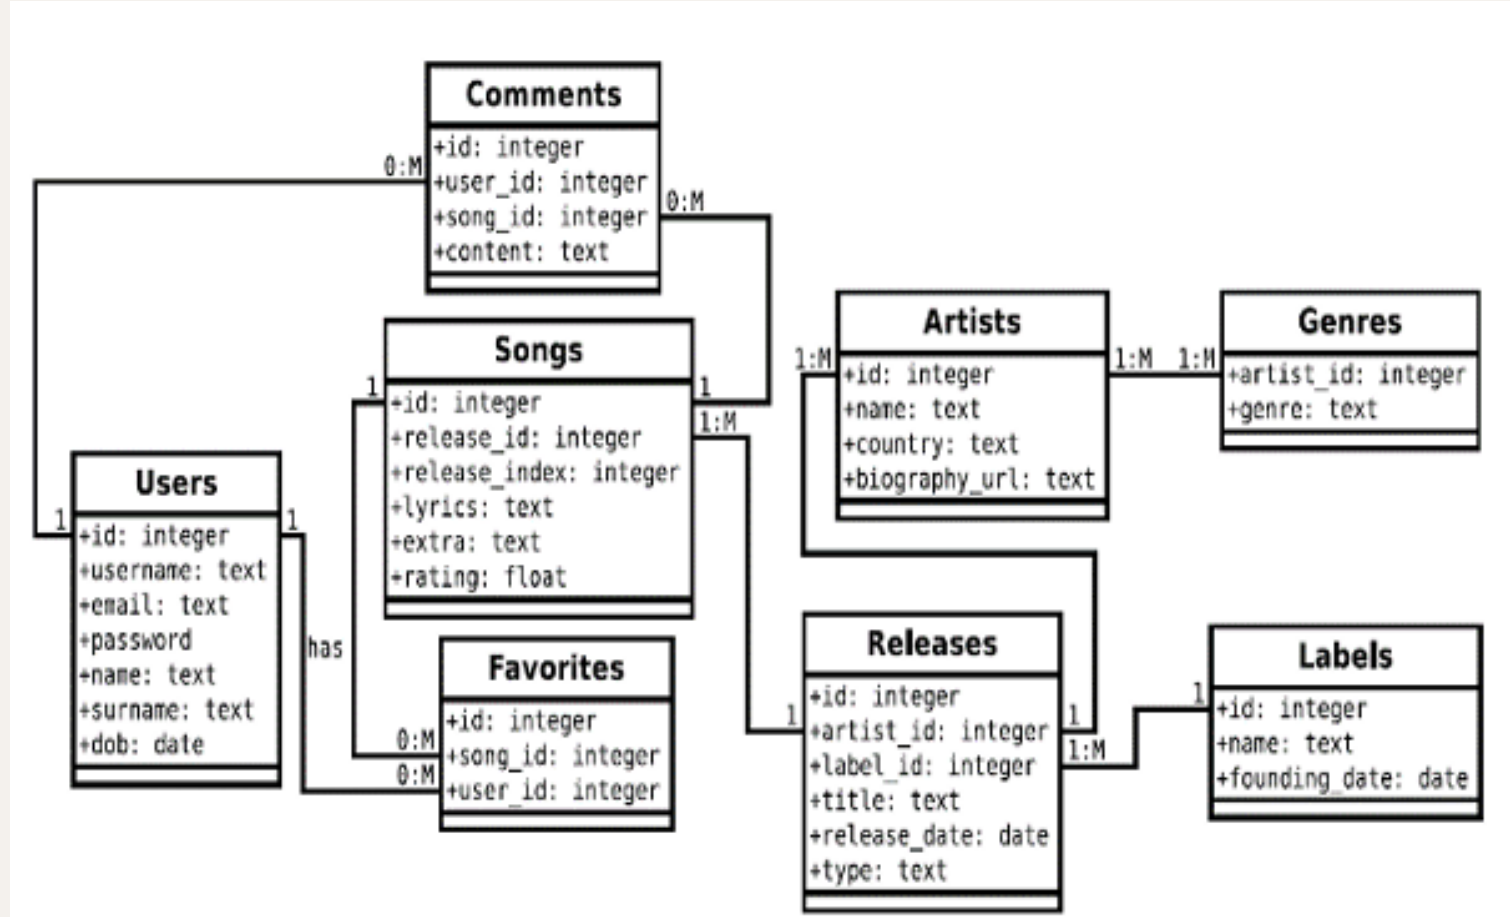 Comments
+id: integer
+user_id: integer
+song_id: integer
+content: text
0:M
0:M
Songs
+id: integer
+release_id: integer
+release_index: integer
+lyrics: text
+extra: text
+rating: float
1
1
1:M
Artists
+id: integer
+name: text
+country: text
+biography_url: text
1:M
1:M
Genres
+artist_id: integer
+genre: text
1:M
Users
+id: integer
+username: text
+email: text
+password
+name: text
+surname: text
+dob: date
1
1
has
Favorites
+id: integer
+song_id: integer
+user_id: integer
0:M
0:M
Releases
+id: integer
+artist_id: integer
+label_id: integer
+title: text
+release_date: date
+type: text
1
1
1:M
Labels
+id: integer
+name: text
+founding_date: date
1